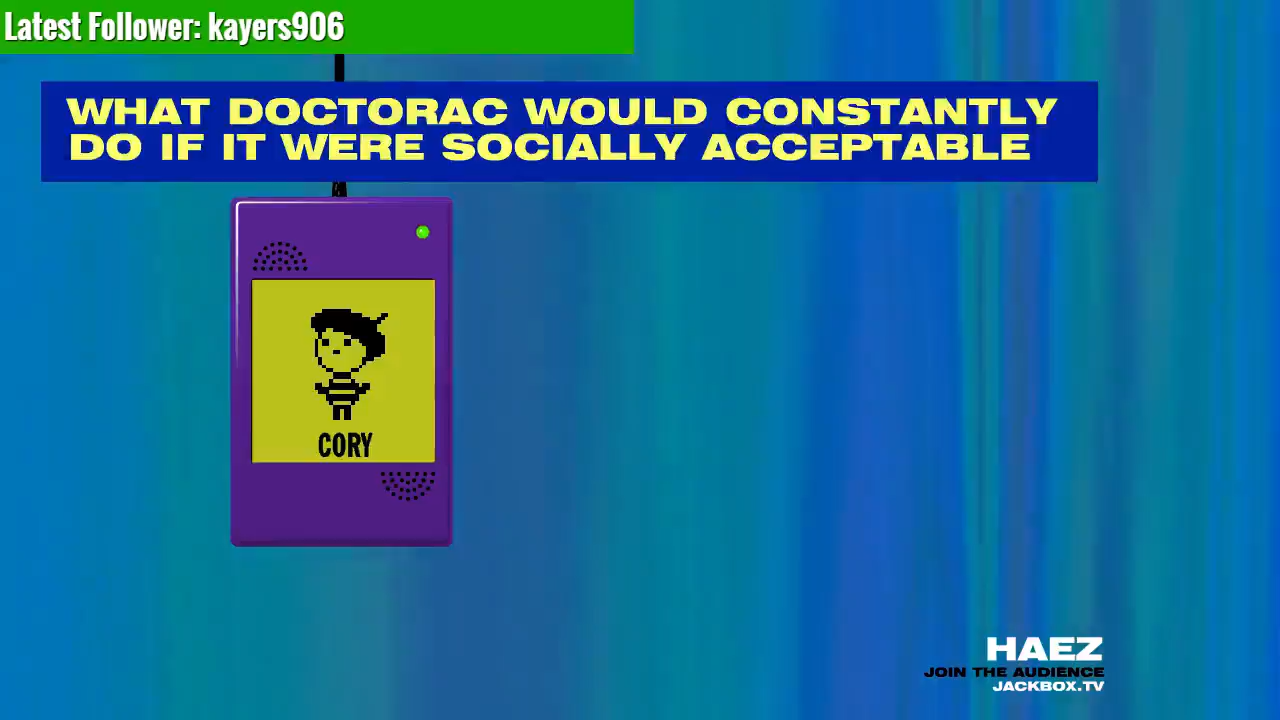 Latest Follower: kayers906
WHAT DOCTORAC WOULD CONSTANTLY
DO IF IT WERE SOCIALLY ACCEPTABLE
CORY
HAEZ
JOIN THE AUDIENCE
JACKBOX.TV